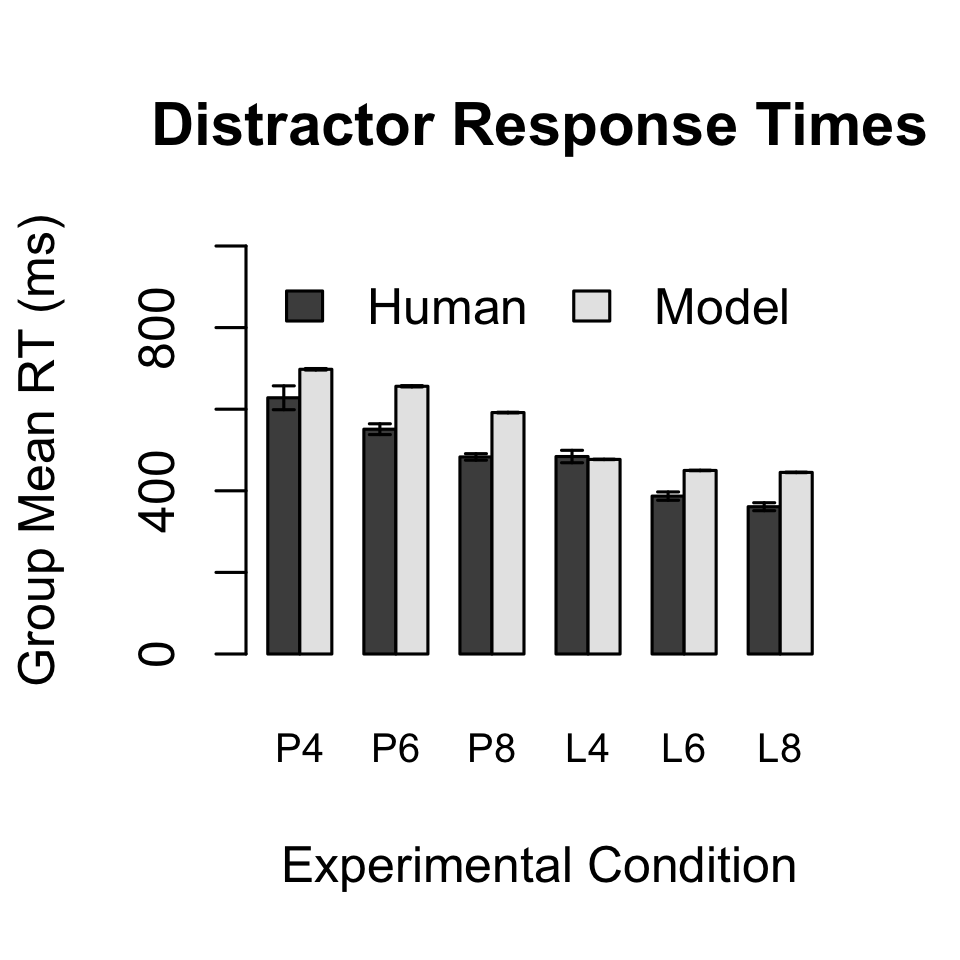 Distractor Response Times
Group Mean RT (ms)
800
400
0
Human
Model
P4 P6 P8 L4 L6 L8
Experimental Condition